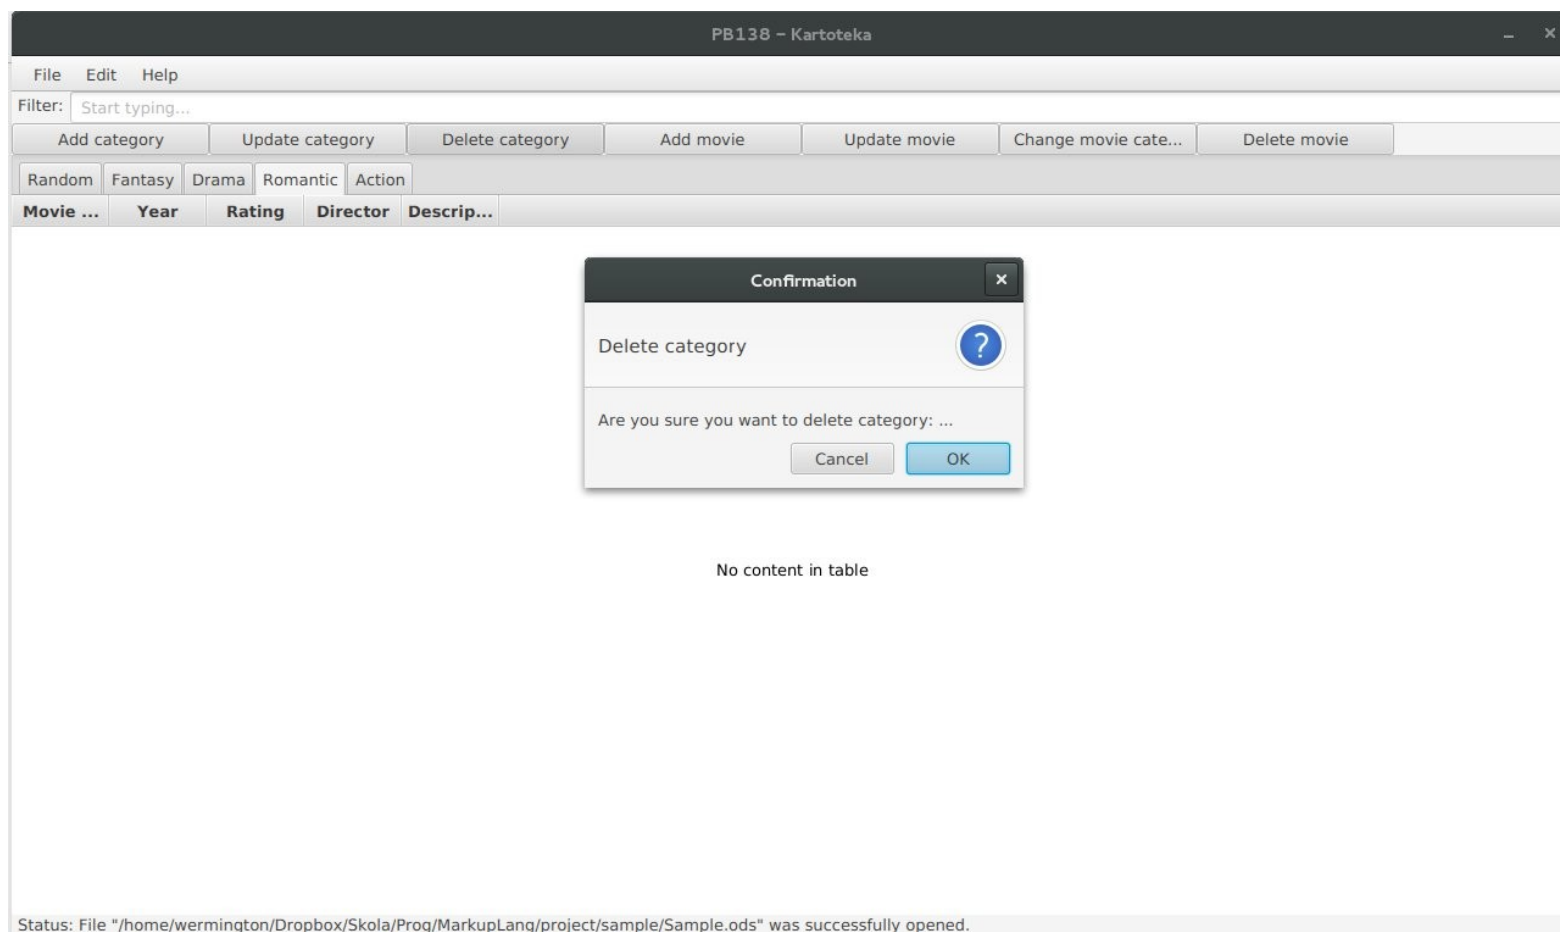 PB138 – Kartoteka
File Edit Help
Filter: Start typing...
Add category Update category Delete category Add movie Update movie Change movie cate... Delete movie
Random Fantasy Drama Romantic Action
Movie ... Year Rating Director Descrip...
Confirmation
Delete category
?
Are you sure you want to delete category: ...
Cancel OK
No content in table
Status: File "/home/wermington/Dropbox/Skola/Prog/MarkupLang/project/sample/Sample.ods" was successfully opened.